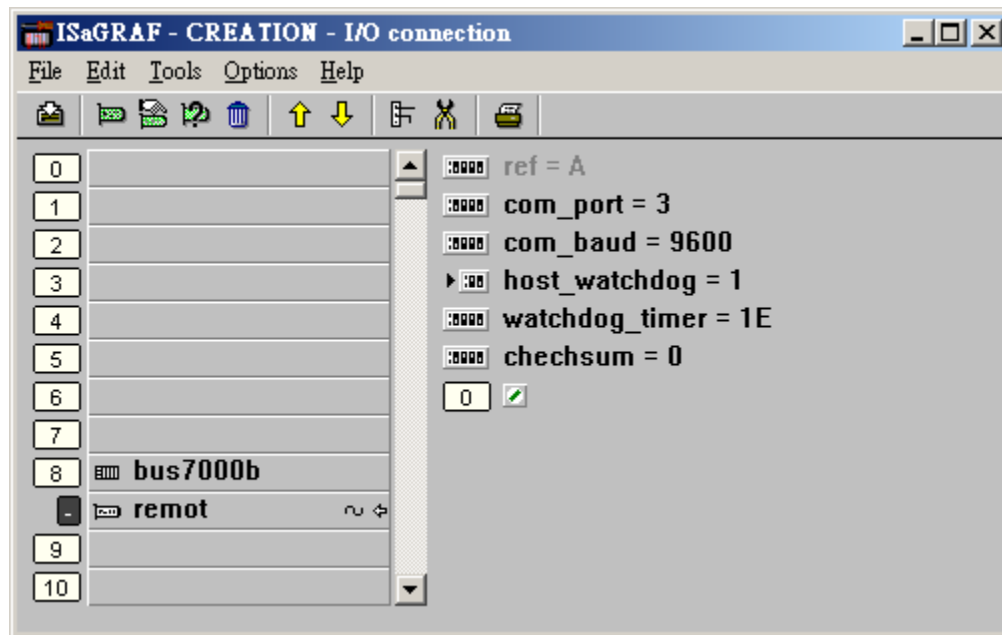 ISaGRAF - CREATION - I/O connection
File Edit Tools Options Help
0
1
2
3
4
5
6
7
8 bus7000b
- remot
9
10
ref = A
com_port = 3
com_baud = 9600
host_watchdog = 1
watchdog_timer = 1E
chechsum = 0
0